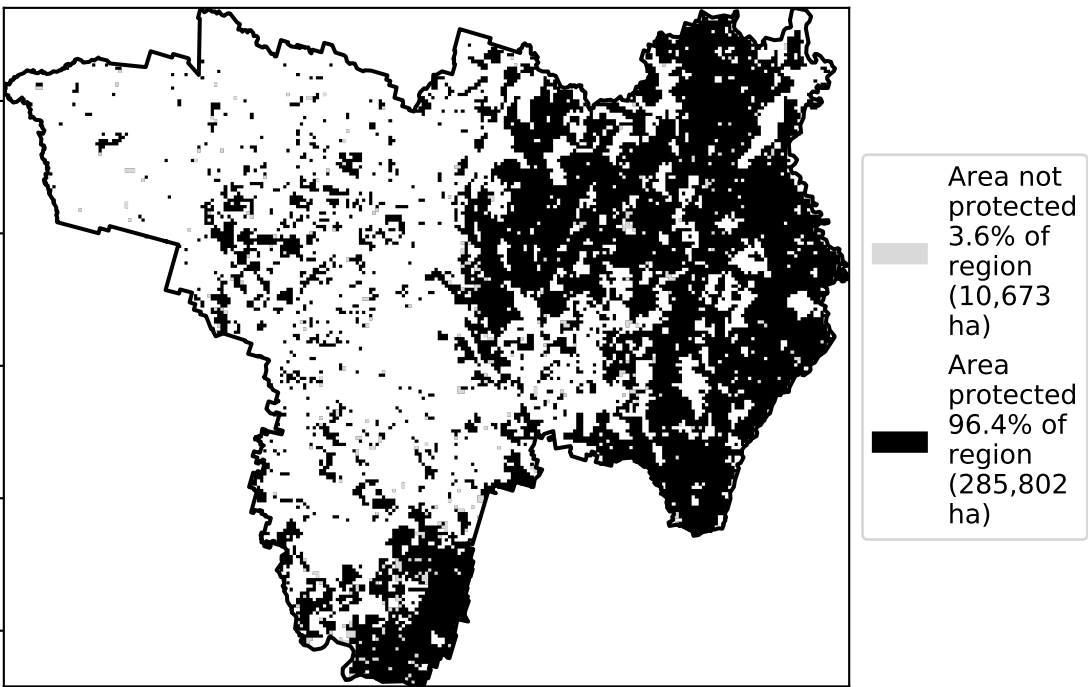 Area not
protected
3.6% of
region
(10,673
ha)
Area
protected
96.4% of
region
(285,802
ha)